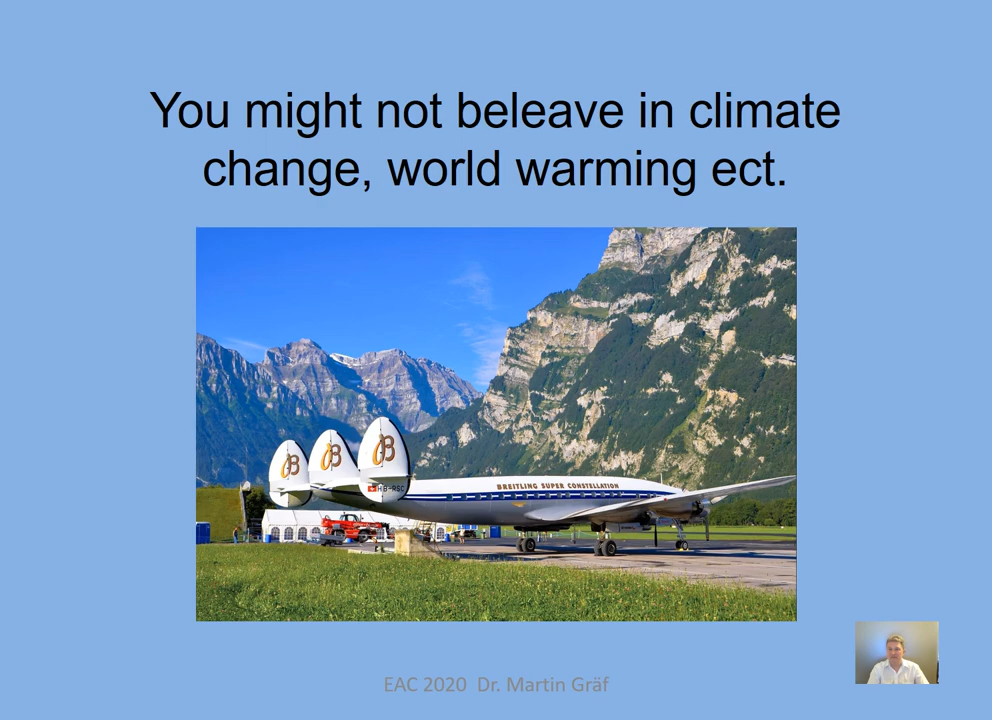 You might not beleave in climate
change, world warming ect.
B B B
HB-RSC
BREITLING SUPER CONSTELLATION
EAC 2020 Dr. Martin Gräf